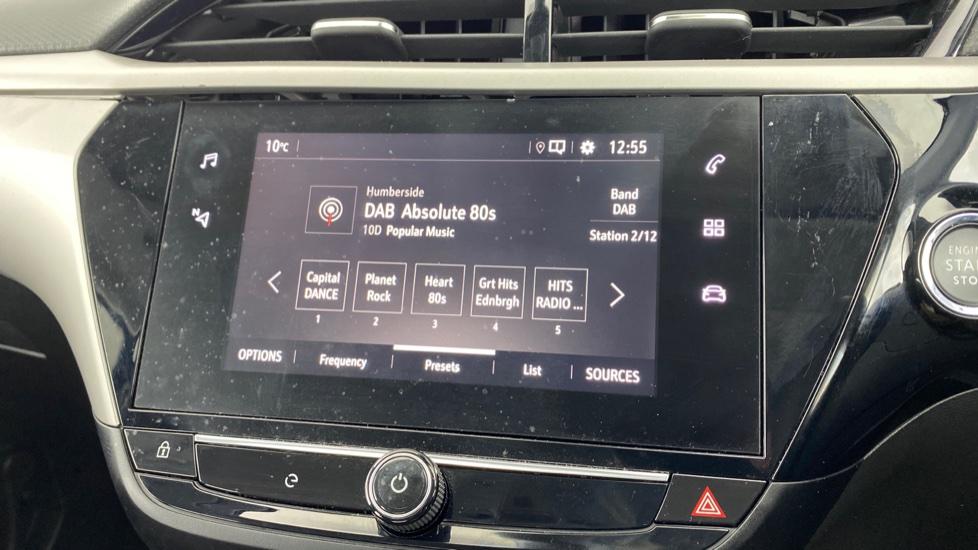 10°C
12:55
N
Humberside
DAB Absolute 80s
10D Popular Music
Band
DAB
Station 2/12
Capital
DANCE
1
Planet
Rock
2
Heart
80s
3
Grt Hits
Ednbrgh
4
HITS
RADIO ...
5
OPTIONS
Frequency
Presets
List
SOURCES